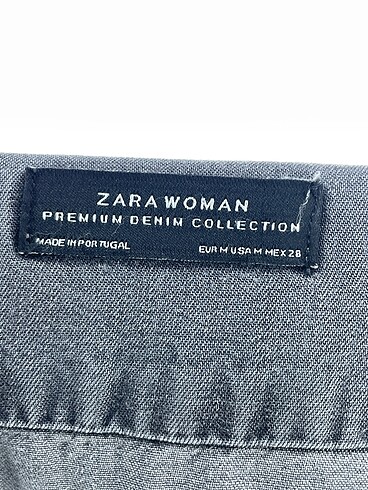 ZARA WOMAN
PREMIUM DENIM COLLECTION
MADE IN PORTUGAL EUR M USA M MEX 28